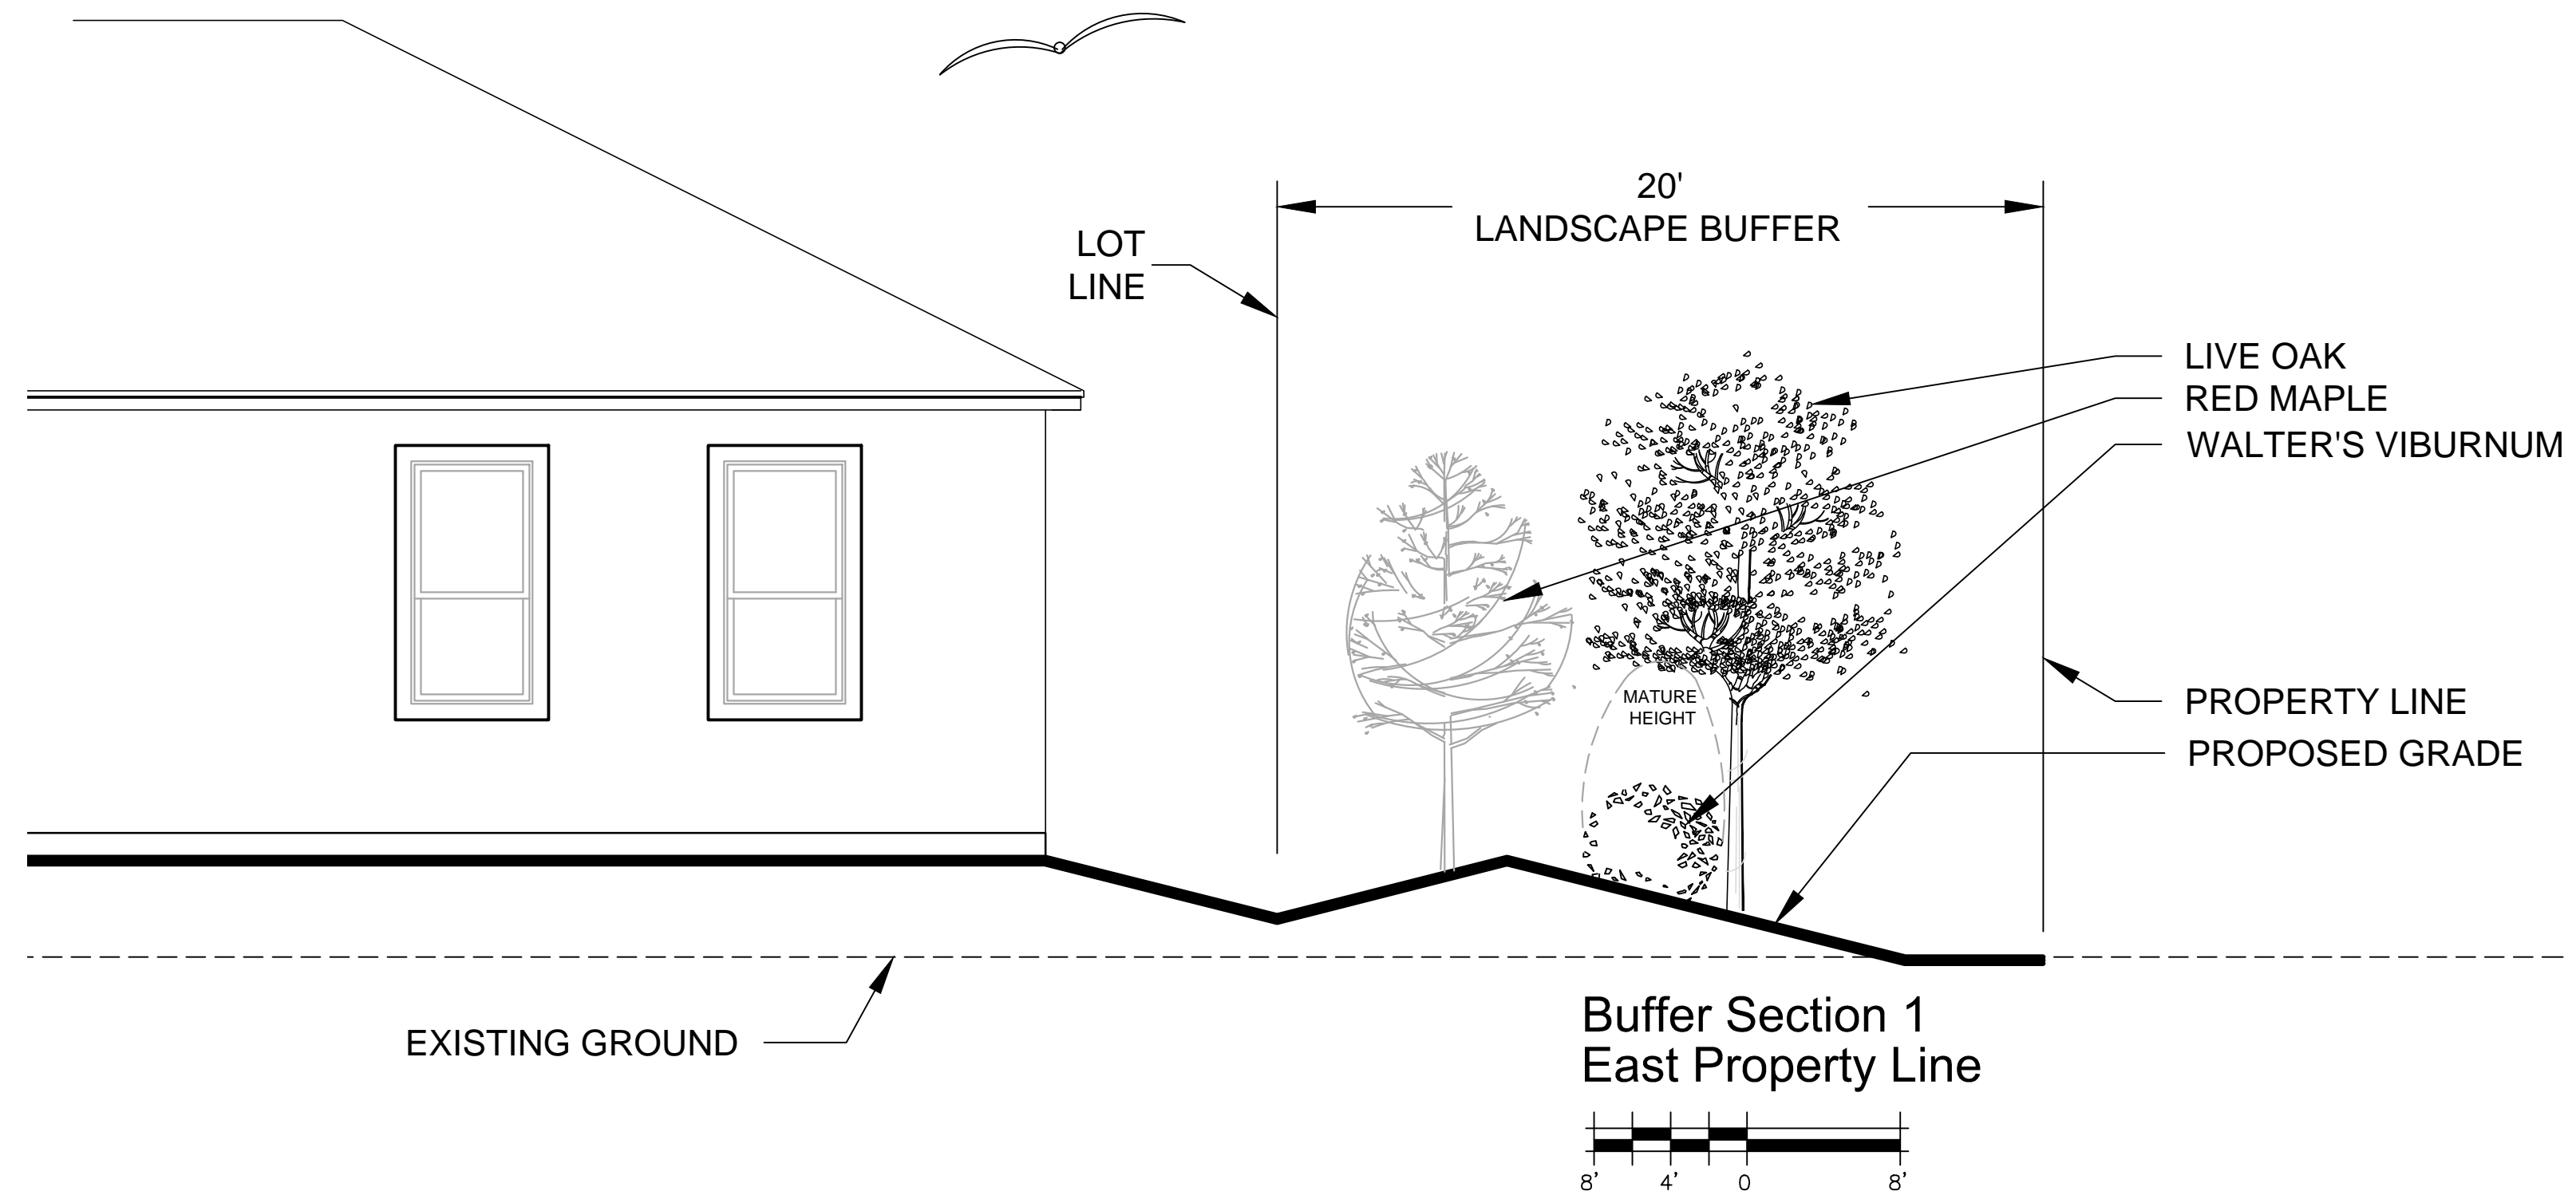 20'
LANDSCAPE BUFFER
LOT
LINE
LIVE OAK
RED MAPLE
WALTER'S VIBURNUM
MATURE
HEIGHT
PROPERTY LINE
PROPOSED GRADE
EXISTING GROUND
Buffer Section 1
East Property Line
8' 4' 0 8'